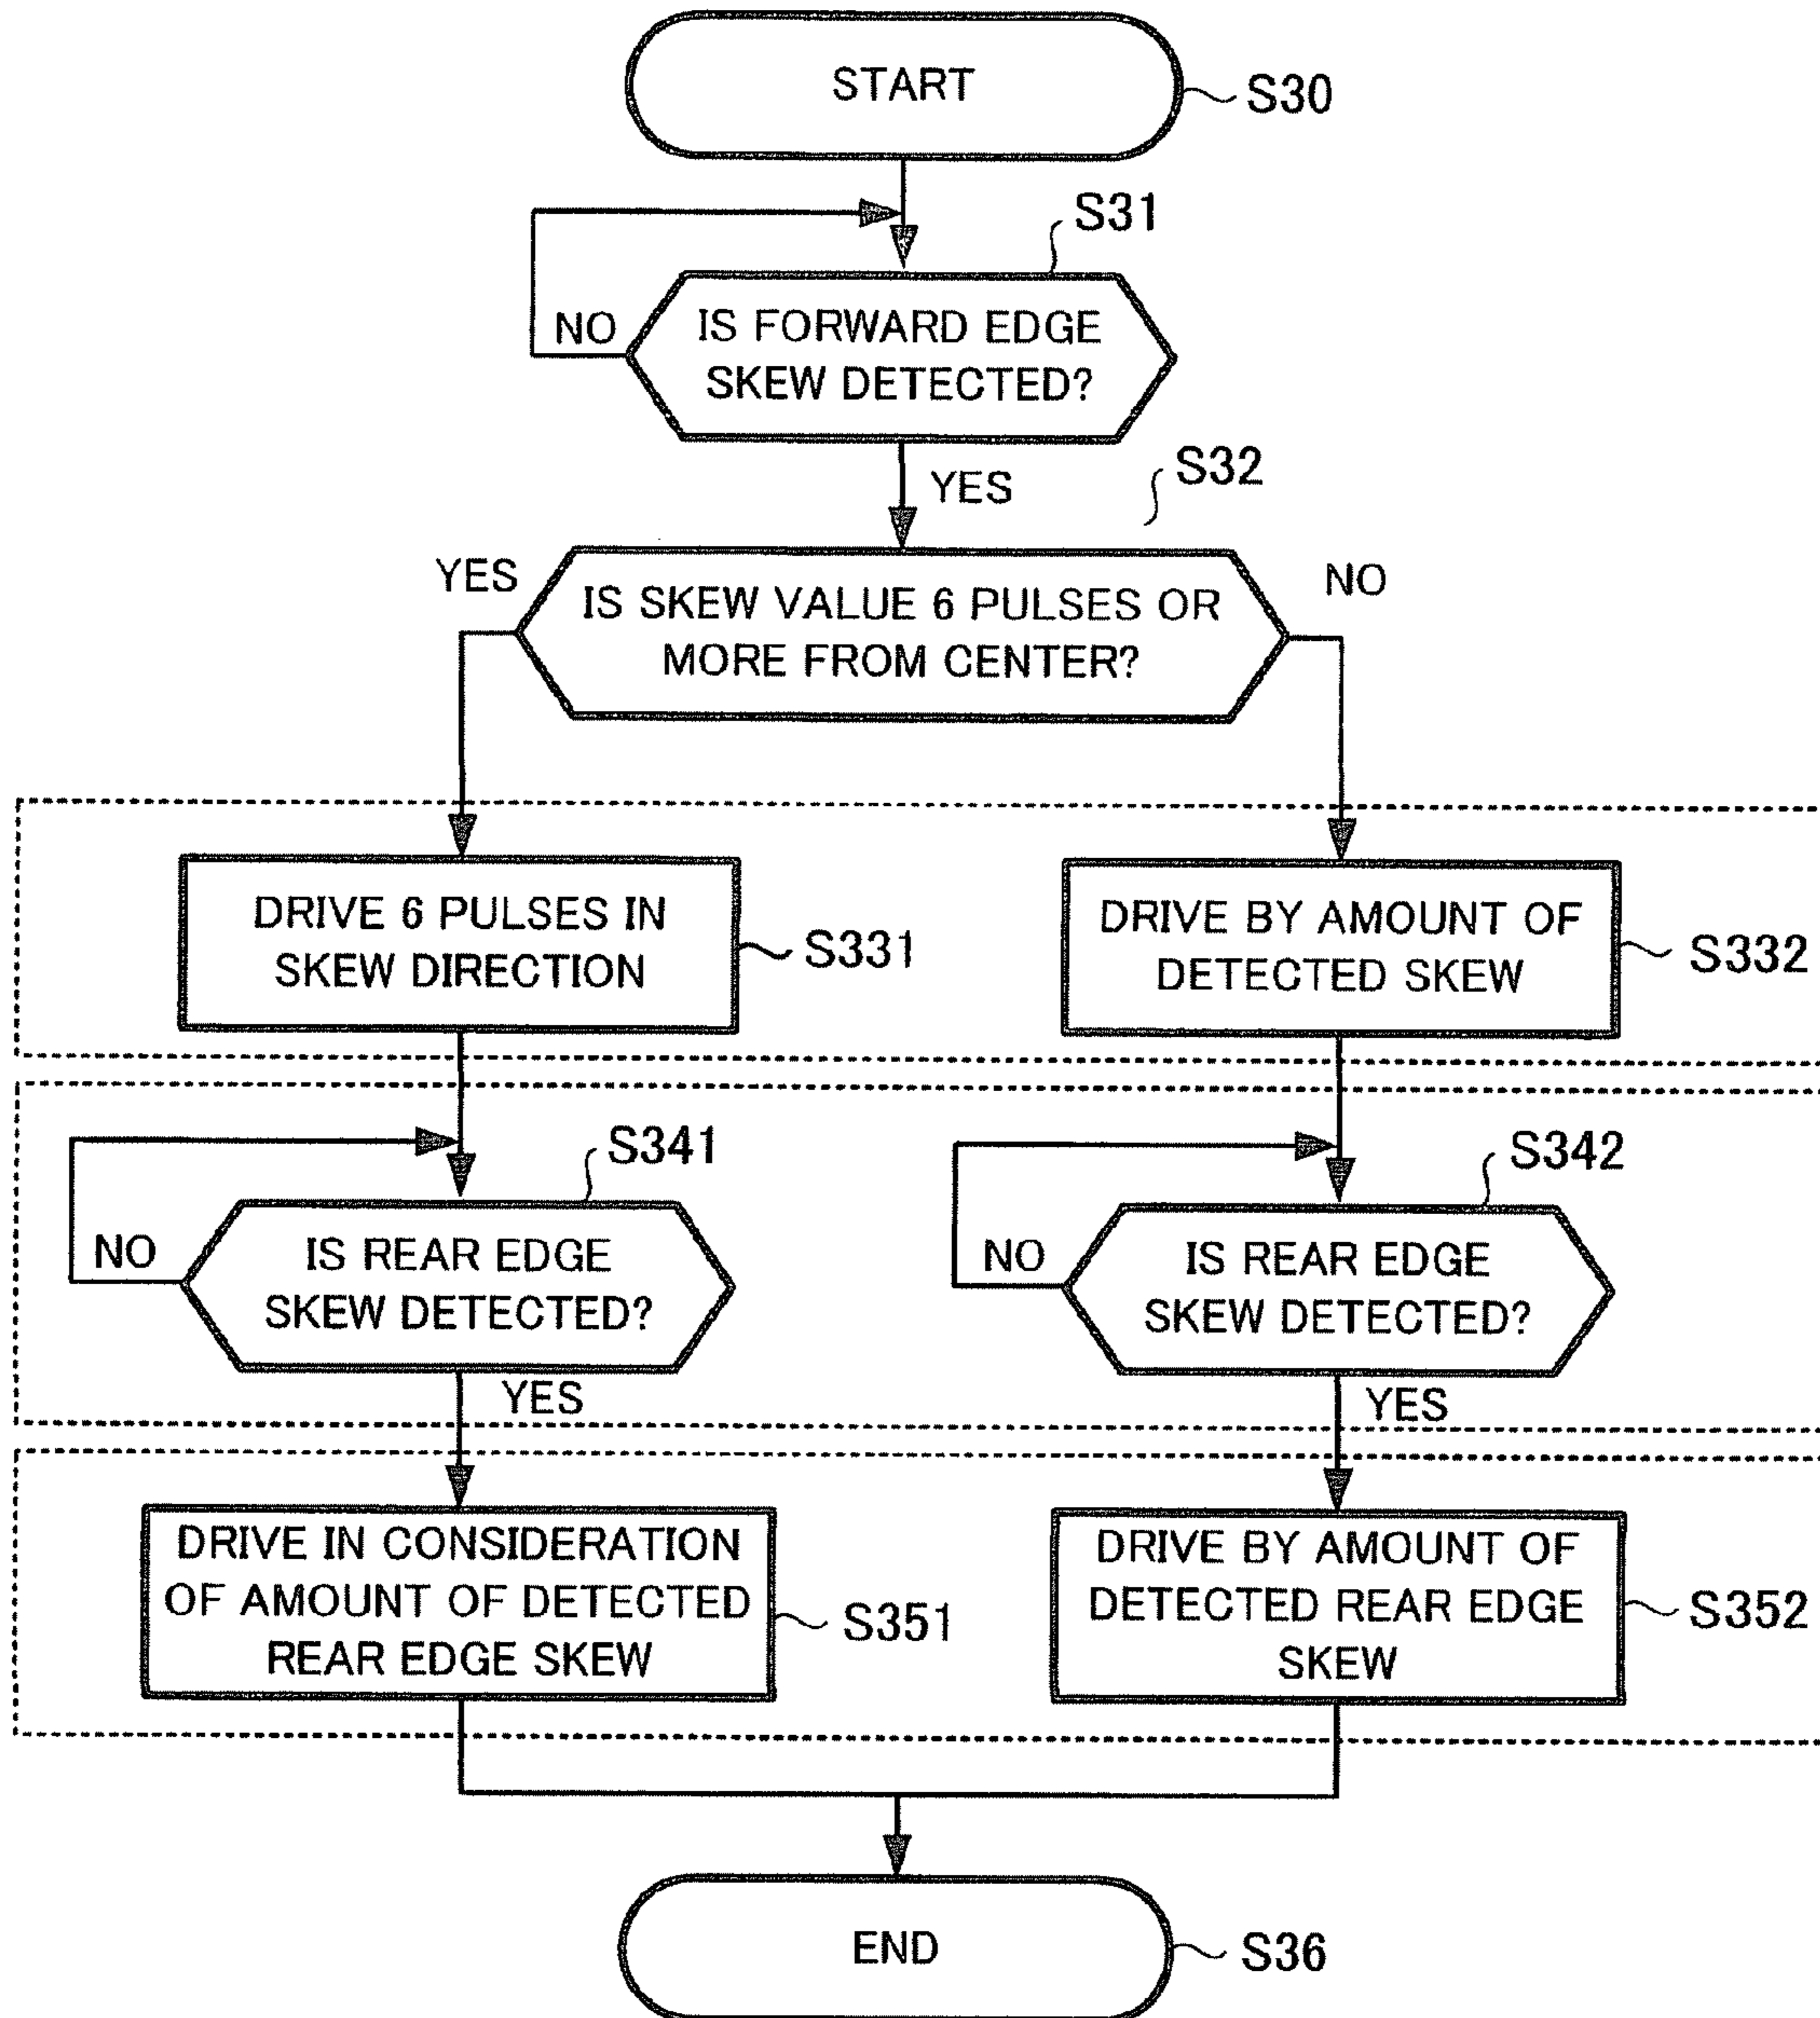 START
S30
S31
NO
IS FORWARD EDGE
SKEW DETECTED?
YES
S32
YES
NO
IS SKEW VALUE 6 PULSES OR
MORE FROM CENTER?
DRIVE 6 PULSES IN
SKEW DIRECTION
S331
DRIVE BY AMOUNT OF
DETECTED SKEW
S332
S341
NO
IS REAR EDGE
SKEW DETECTED?
YES
S342
NO
IS REAR EDGE
SKEW DETECTED?
YES
DRIVE IN CONSIDERATION
OF AMOUNT OF DETECTED
REAR EDGE SKEW
S351
DRIVE BY AMOUNT OF
DETECTED REAR EDGE
SKEW
S352
END
S36